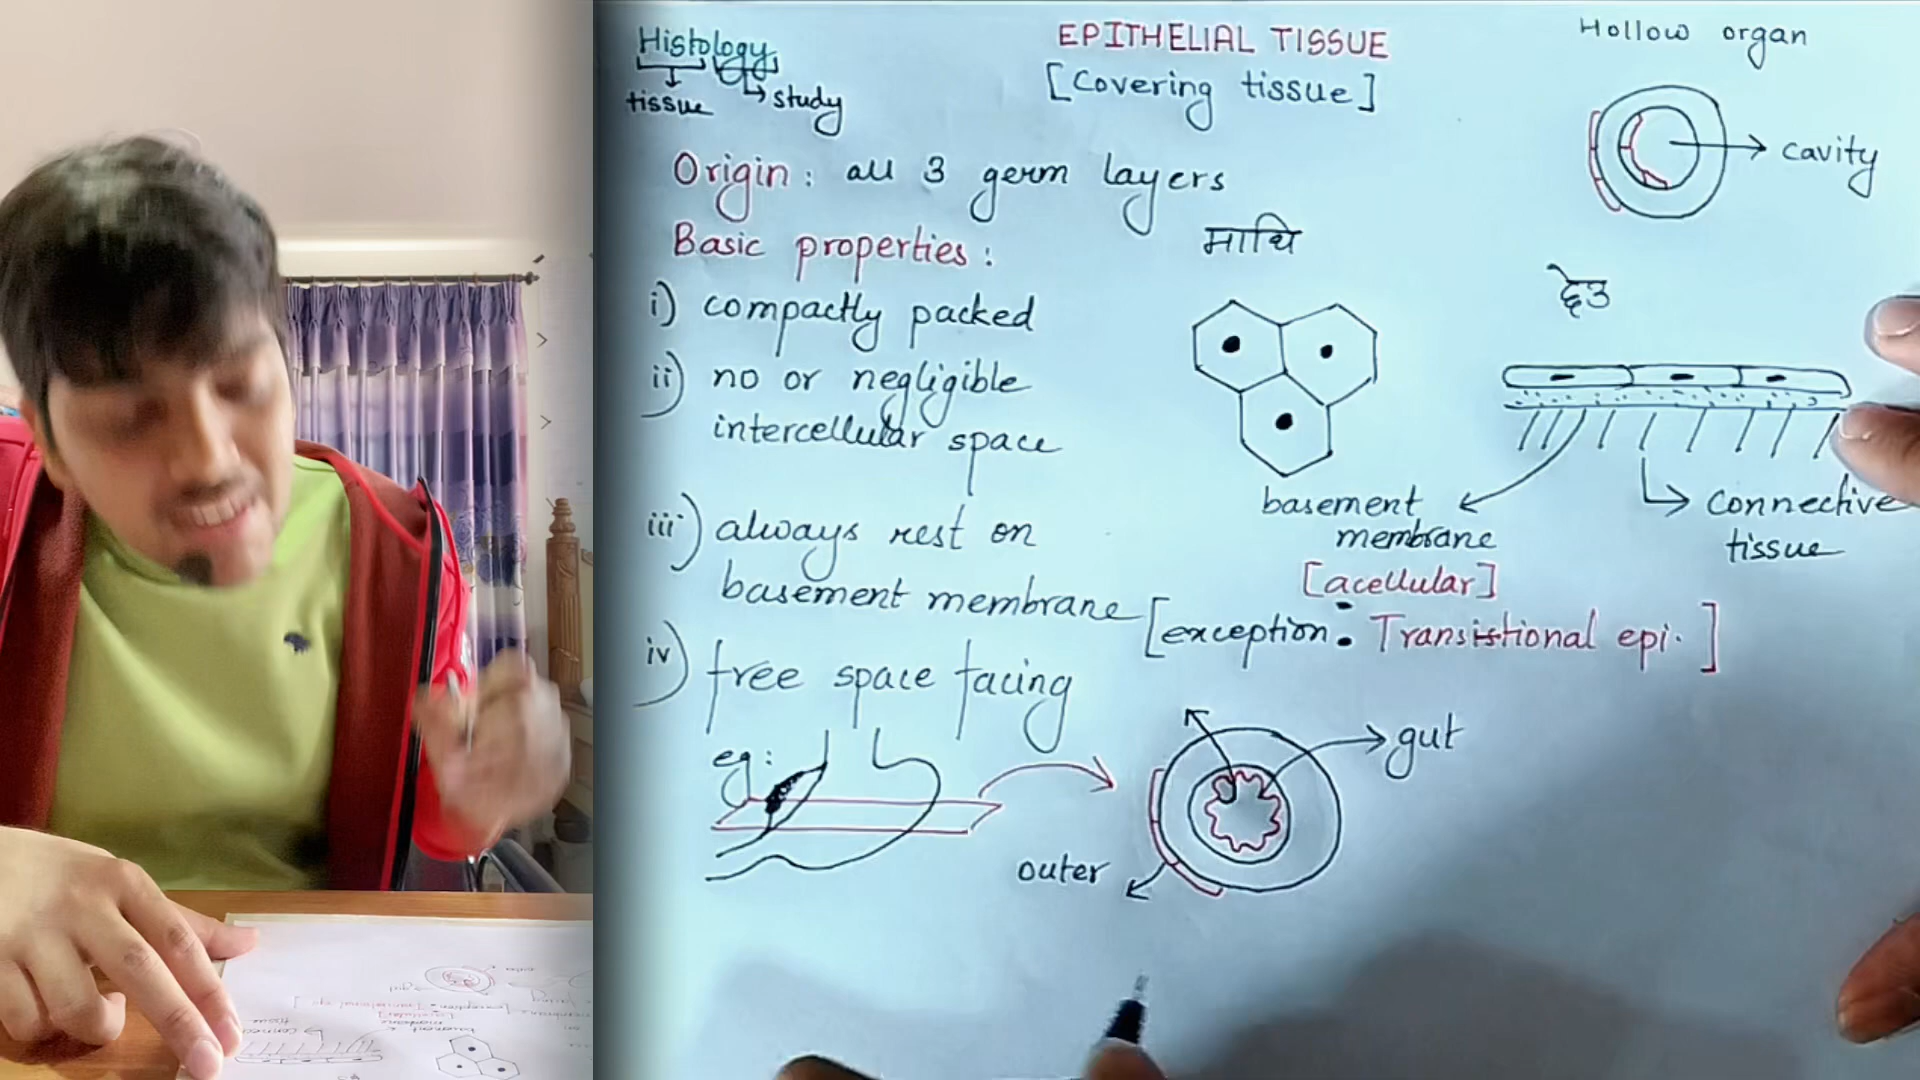 Histology
tissue
study
EPITHELIAL TISSUE
[covering tissue]
Hollow organ
cavity
Origin: all 3 germ layers
Basic properties:
माथि
देउ
i) compactly packed
ii) no or negligible
intercellular space
basement
membrane
[acellular]
connective
tissue
iii) always rest on
basement membrane [exception: Transistional epi.]
iv) free space facing
eg:
gut
outer